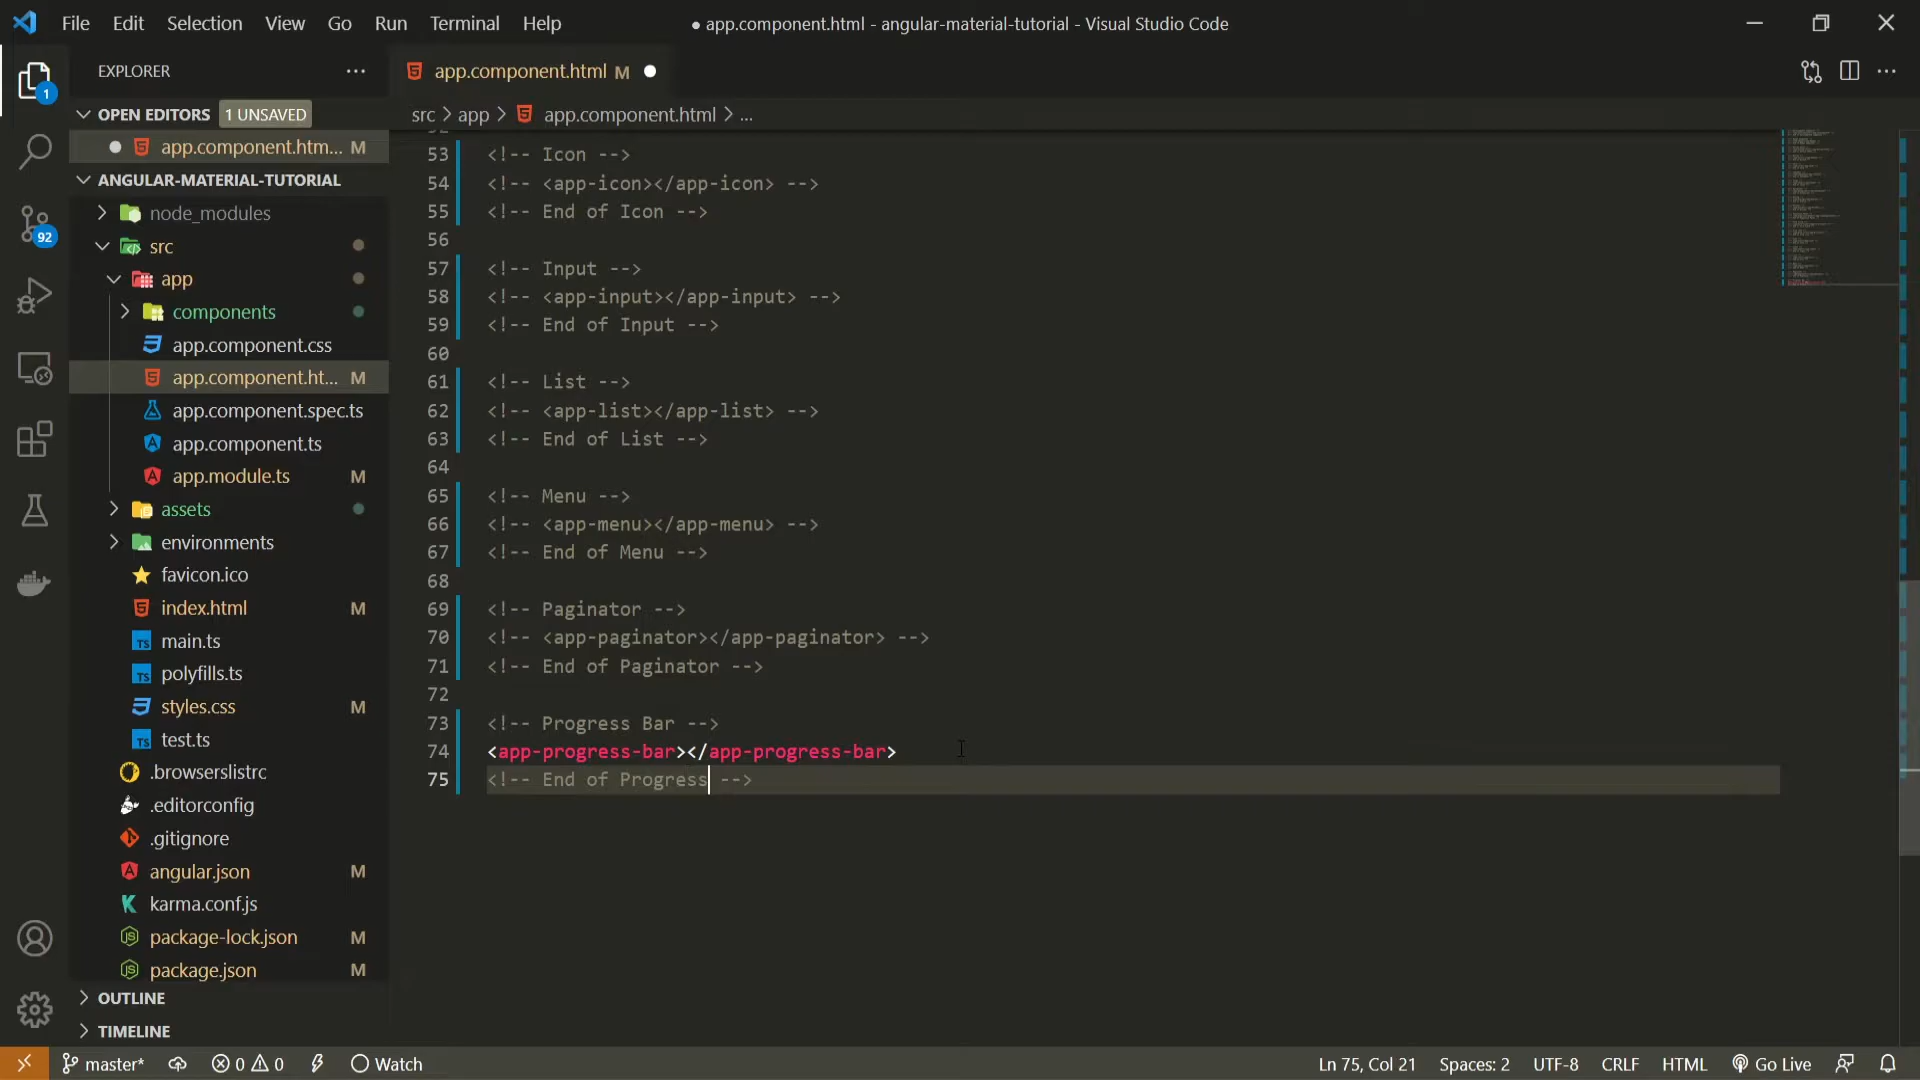 File Edit Selection View Go Run Terminal Help
● app.component.html - angular-material-tutorial - Visual Studio Code
EXPLORER
app.component.html M
OPEN EDITORS 1 UNSAVED
src > app > app.component.html > ...
app.component.htm... M
ANGULAR-MATERIAL-TUTORIAL
node_modules
src
app
components
app.component.css
app.component.ht... M
app.component.spec.ts
app.component.ts
app.module.ts M
assets
environments
favicon.ico
index.html M
main.ts
polyfills.ts
styles.css M
test.ts
.browserslistrc
.editorconfig
.gitignore
angular.json M
karma.conf.js
package-lock.json M
package.json M
OUTLINE
TIMELINE
1
92
53 <!-- Icon -->
54 <!-- <app-icon></app-icon> -->
55 <!-- End of Icon -->
56
57 <!-- Input -->
58 <!-- <app-input></app-input> -->
59 <!-- End of Input -->
60
61 <!-- List -->
62 <!-- <app-list></app-list> -->
63 <!-- End of List -->
64
65 <!-- Menu -->
66 <!-- <app-menu></app-menu> -->
67 <!-- End of Menu -->
68
69 <!-- Paginator -->
70 <!-- <app-paginator></app-paginator> -->
71 <!-- End of Paginator -->
72
73 <!-- Progress Bar -->
74 <app-progress-bar></app-progress-bar>
75 <!-- End of Progress -->
master* 0 0 Watch Ln 75, Col 21 Spaces: 2 UTF-8 CRLF HTML Go Live